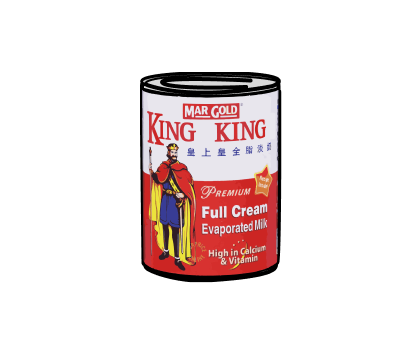 MAR GOLD®
KING KING
皇上皇全脂淡奶
PREMIUM
Full Cream
Evaporated Milk
High in Calcium
& Vitamin